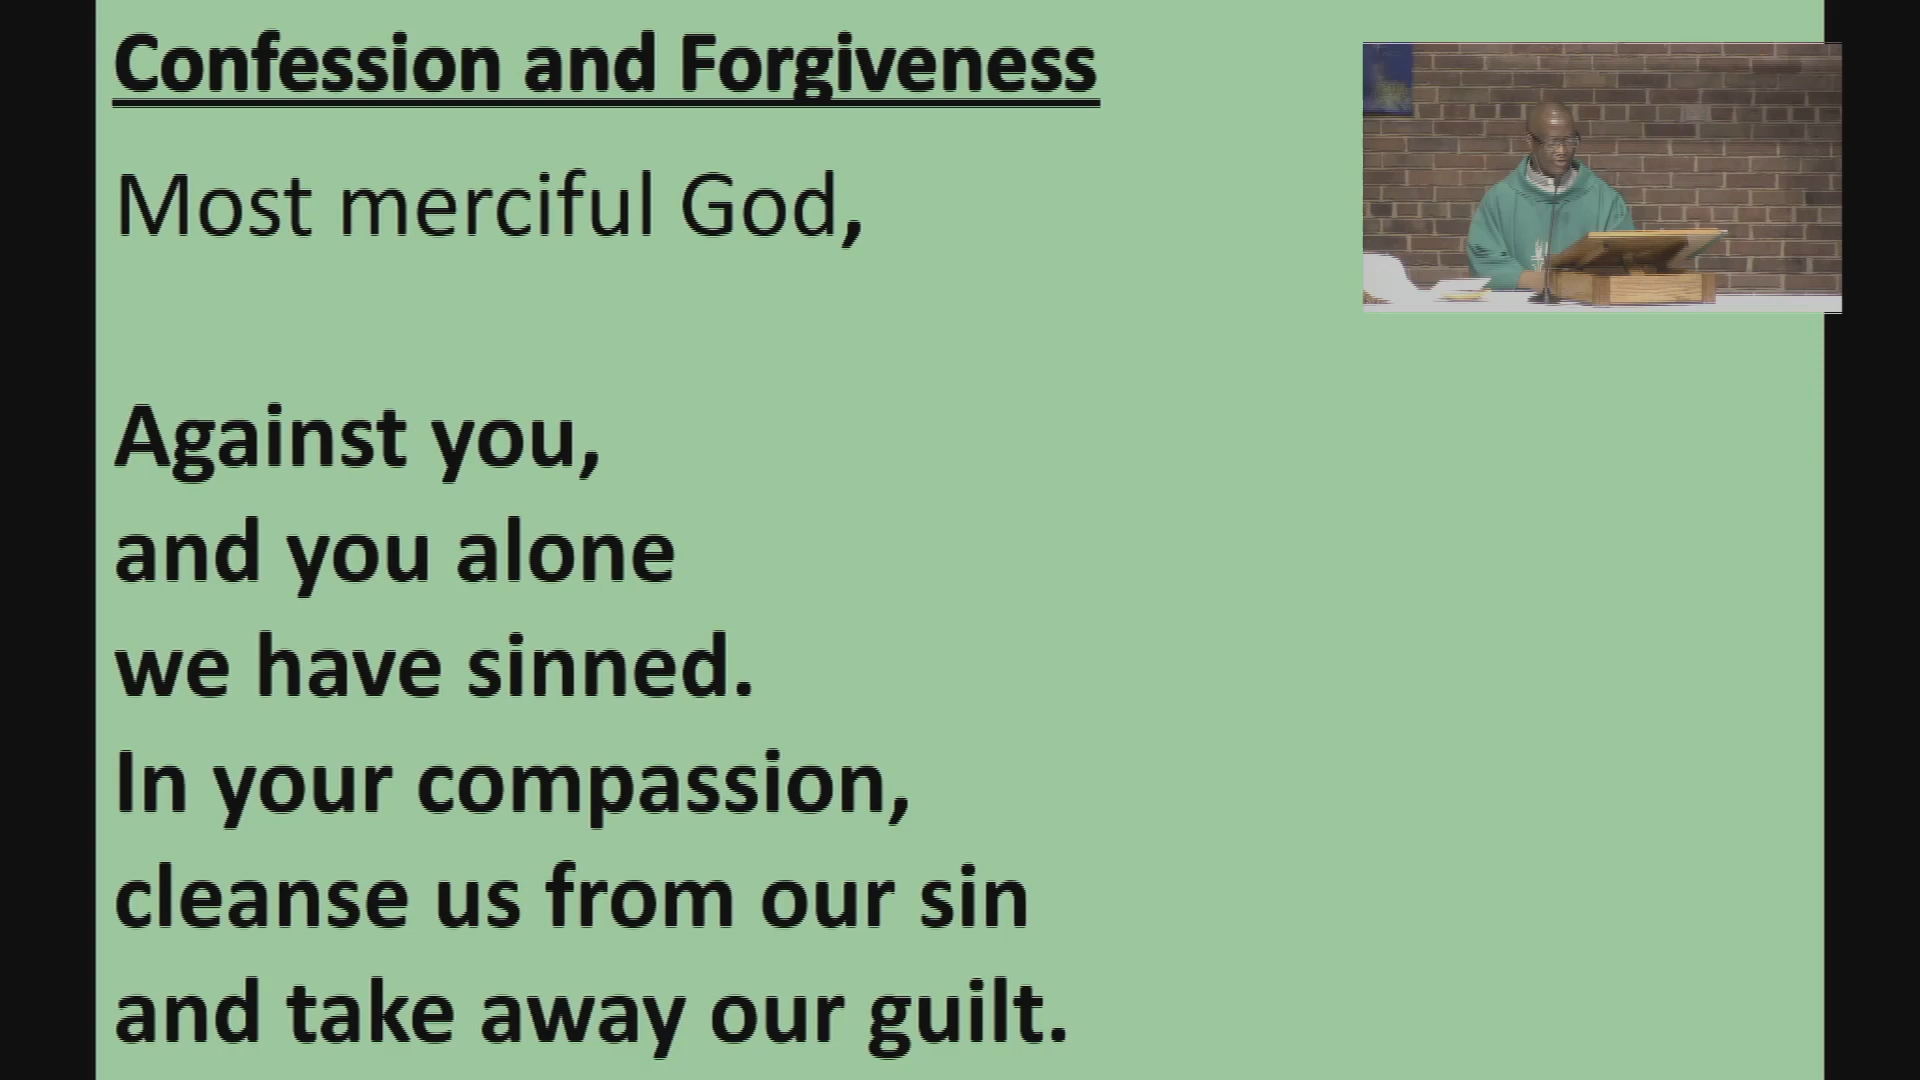 Confession and Forgiveness
Most merciful God,
Against you,
and you alone
we have sinned.
In your compassion,
cleanse us from our sin
and take away our guilt.